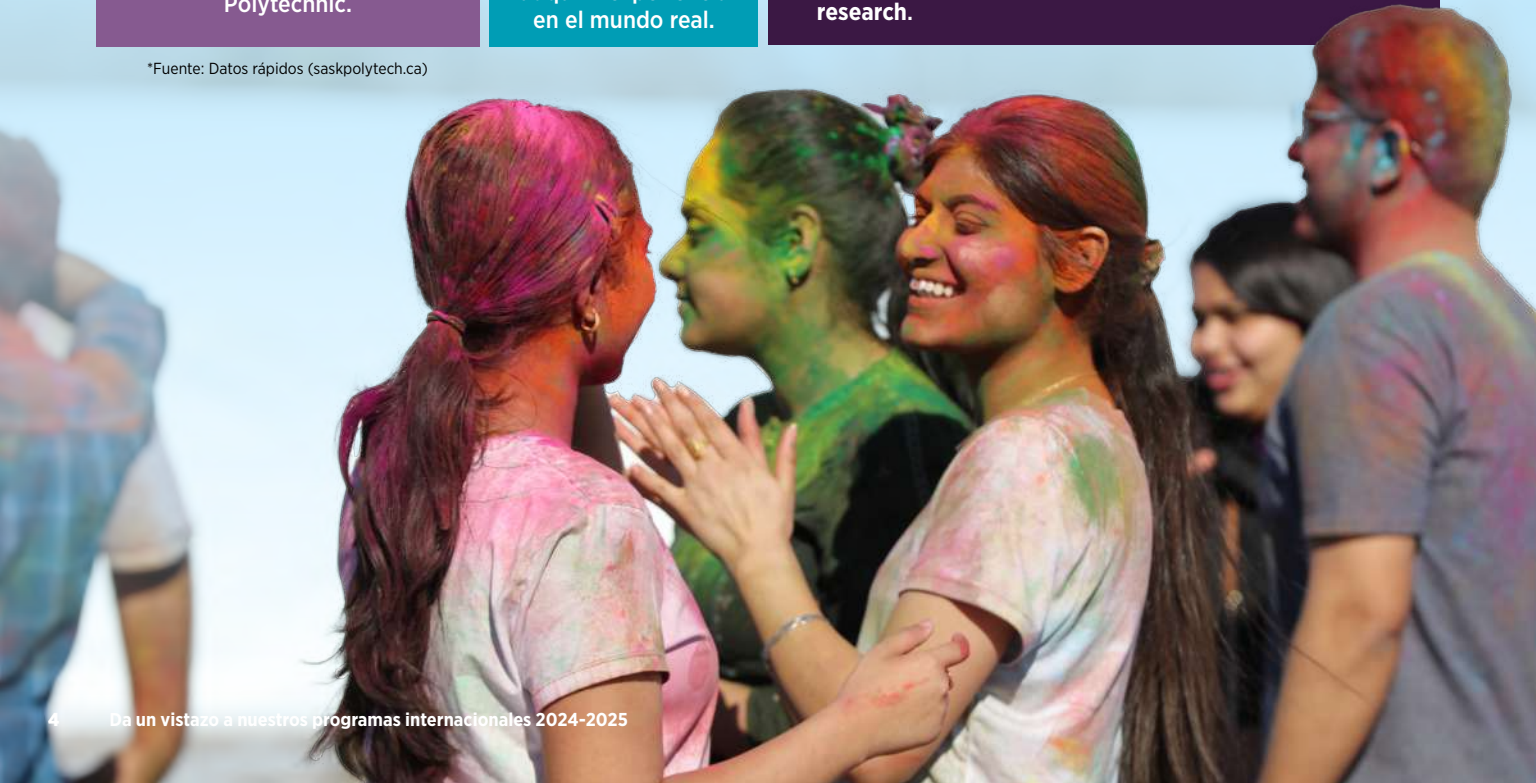 Polytechnic.
en el mundo real.
research.
*Fuente: Datos rápidos (saskpolytech.ca)
4 Da un vistazo a nuestros programas internacionales 2024-2025